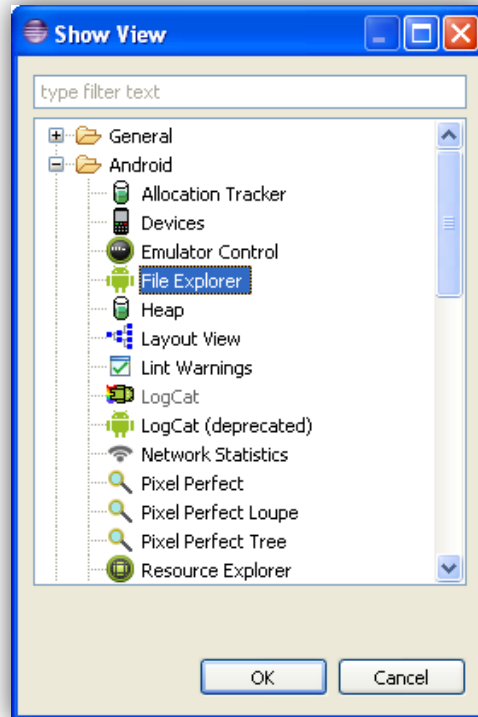 Show View
type filter text
General
Android
Allocation Tracker
Devices
Emulator Control
File Explorer
Heap
Layout View
Lint Warnings
LogCat
LogCat (deprecated)
Network Statistics
Pixel Perfect
Pixel Perfect Loupe
Pixel Perfect Tree
Resource Explorer
OK
Cancel